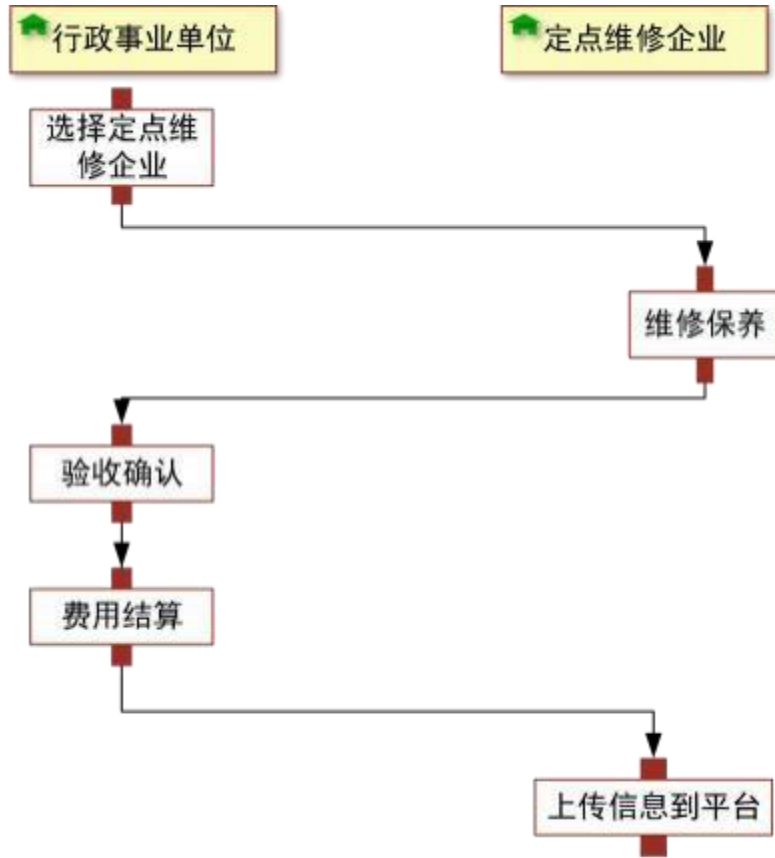 行政事业单位
定点维修企业
选择定点维
修企业
维修保养
验收确认
费用结算
上传信息到平台